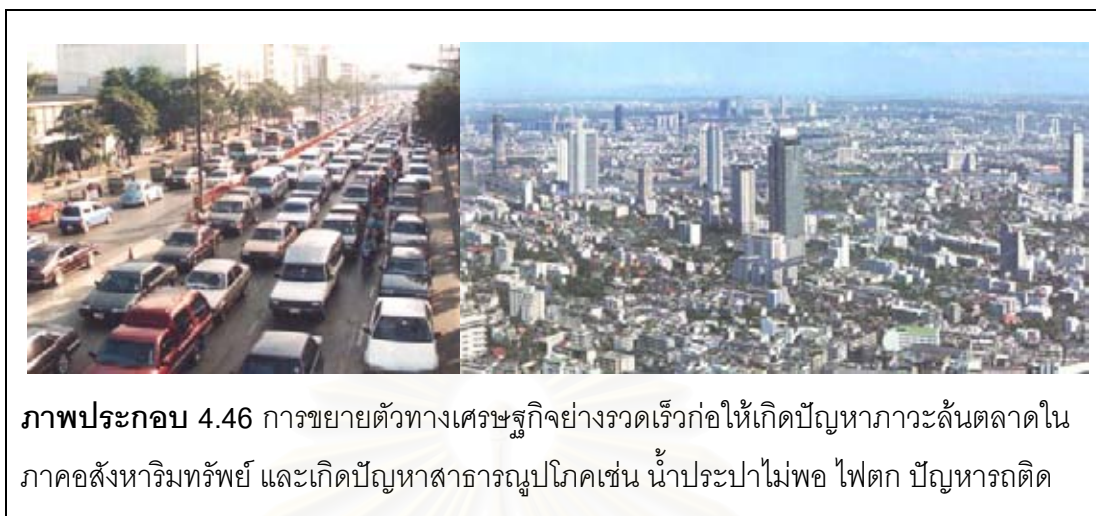 ภาพประกอบ 4.46 การขยายตัวทางเศรษฐกิจอย่างรวดเร็วก่อให้เกิดปัญหาภาวะล้นตลาดใน
ภาคอสังหาริมทรัพย์ และเกิดปัญหาสาธารณูปโภคเช่น น้ำประปาไม่พอ ไฟตก ปัญหารถติด